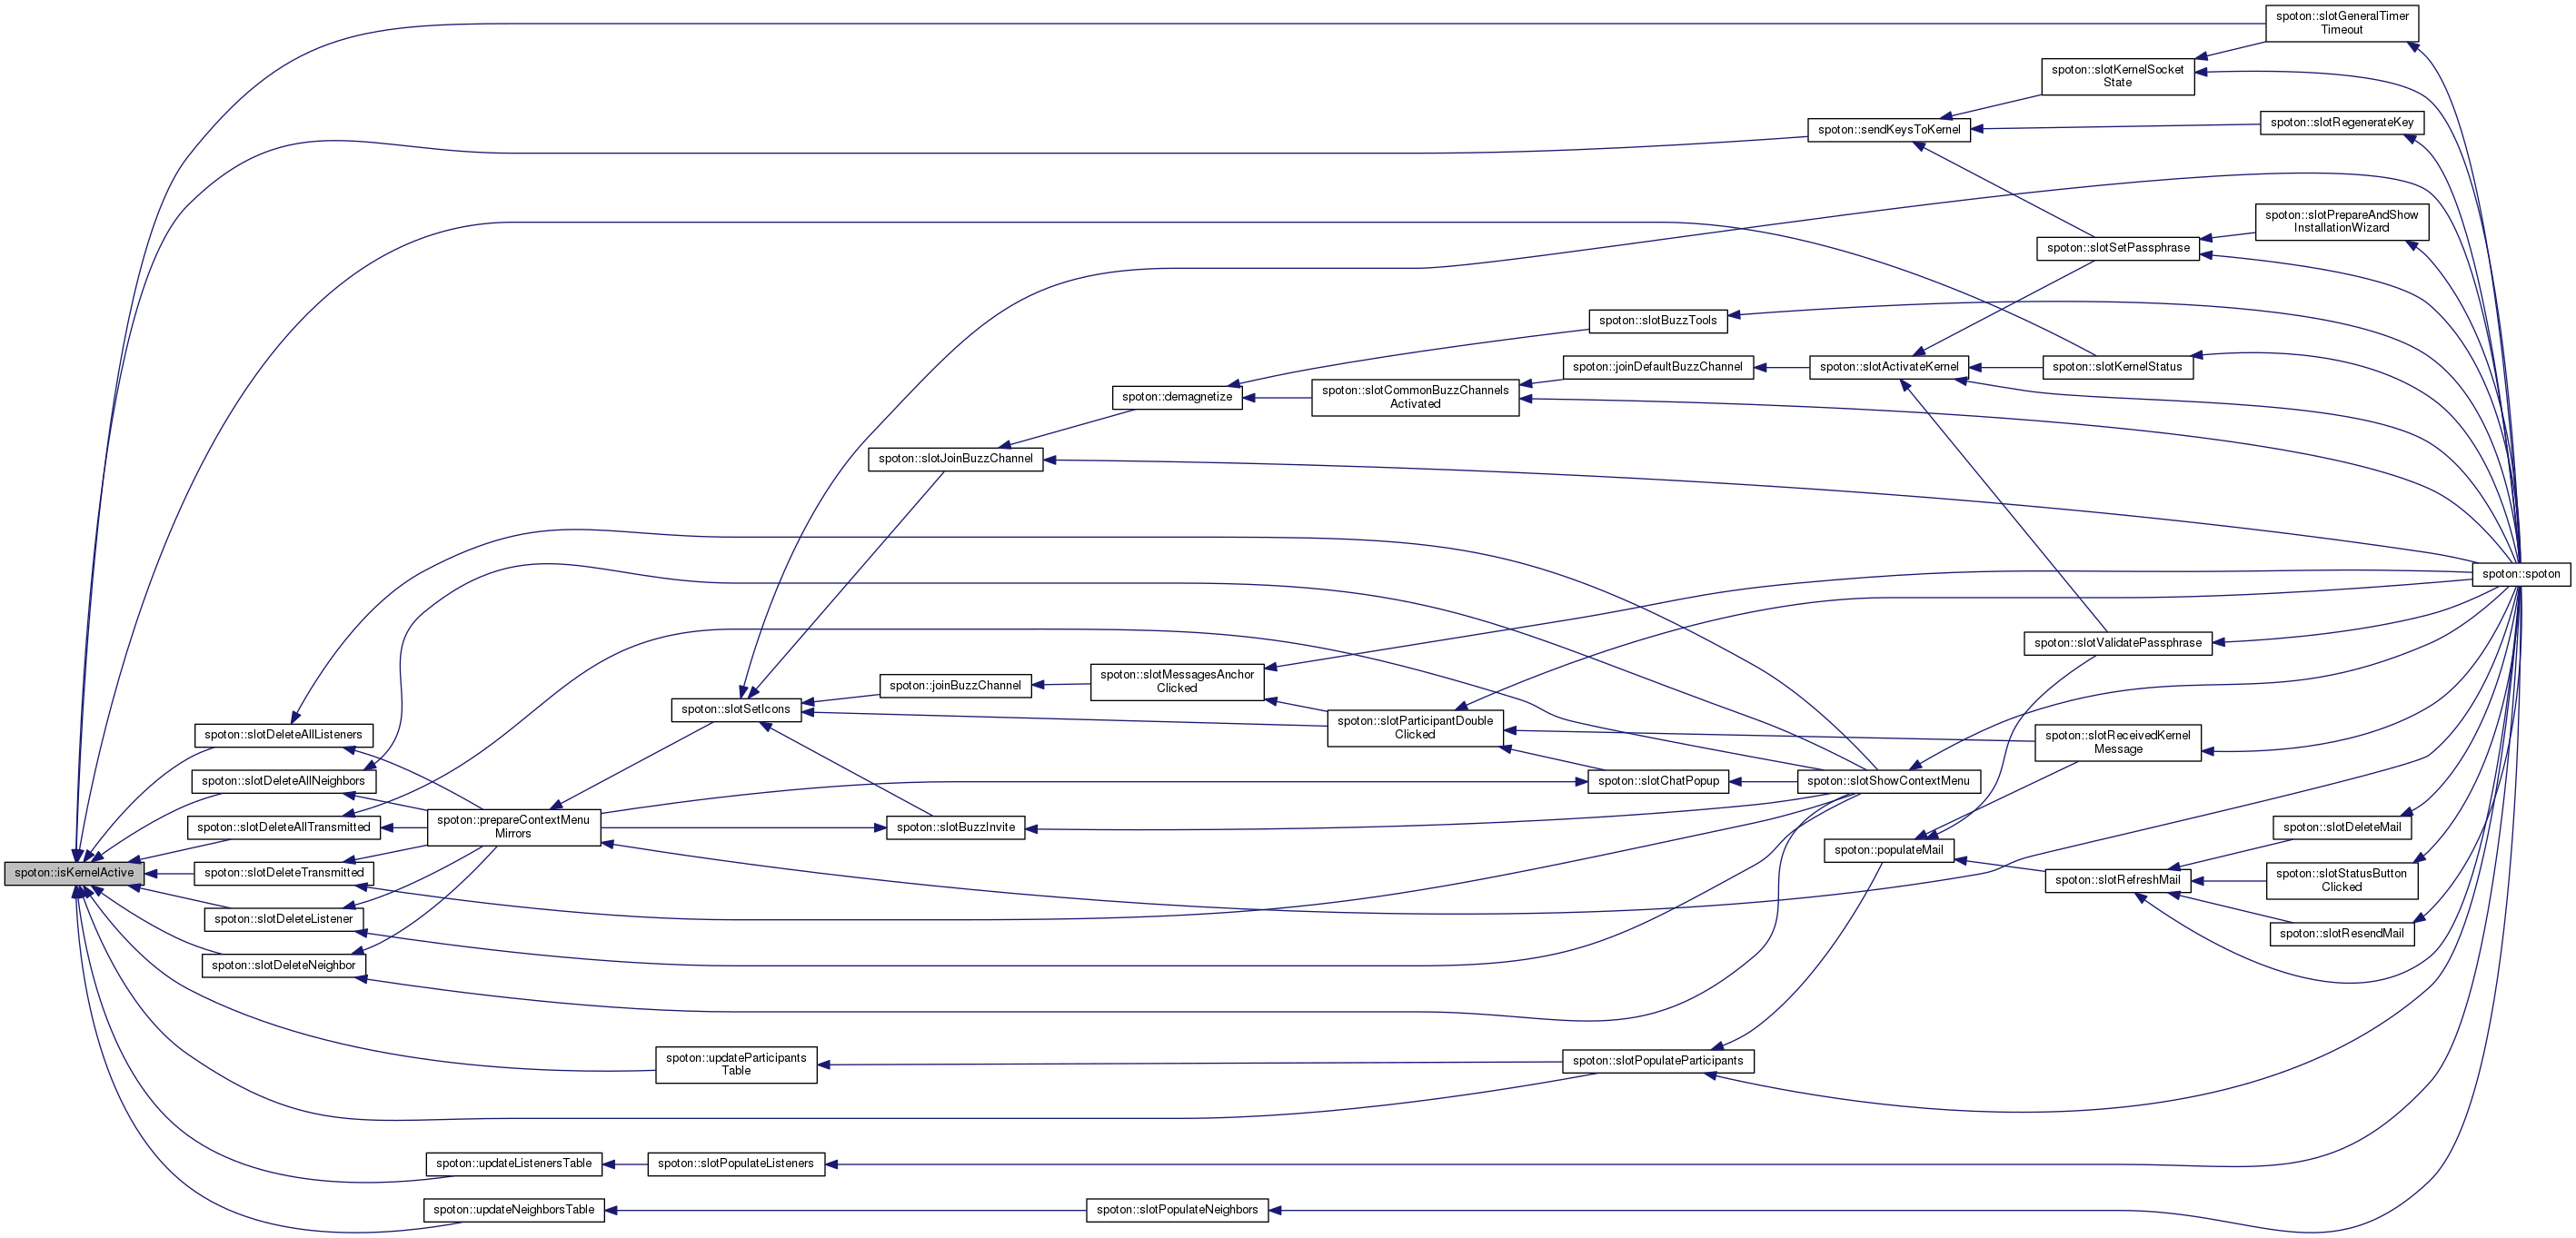 spoton::slotGeneralTimer
Timeout
spoton::slotKernelSocket
State
spoton::slotRegenerateKey
spoton::sendKeysToKernel
spoton::slotPrepareAndShow
InstallationWizard
spoton::slotSetPassphrase
spoton::slotBuzzTools
spoton::joinDefaultBuzzChannel
spoton::slotActivateKernel
spoton::slotKernelStatus
spoton::demagnetize
spoton::slotCommonBuzzChannels
Activated
spoton::slotJoinBuzzChannel
spoton::spoton
spoton::slotValidatePassphrase
spoton::slotMessagesAnchor
Clicked
spoton::joinBuzzChannel
spoton::slotSetIcons
spoton::slotParticipantDouble
Clicked
spoton::slotReceivedKernel
Message
spoton::slotDeleteAllListeners
spoton::slotDeleteAllNeighbors
spoton::slotChatPopup
spoton::slotShowContextMenu
spoton::slotDeleteAllTransmitted
spoton::prepareContextMenu
Mirrors
spoton::slotBuzzInvite
spoton::slotDeleteMail
spoton::populateMail
spoton::isKernelActive
spoton::slotDeleteTransmitted
spoton::slotRefreshMail
spoton::slotStatusButton
Clicked
spoton::slotDeleteListener
spoton::slotResendMail
spoton::slotDeleteNeighbor
spoton::updateParticipants
Table
spoton::slotPopulateParticipants
spoton::updateListenersTable
spoton::slotPopulateListeners
spoton::updateNeighborsTable
spoton::slotPopulateNeighbors